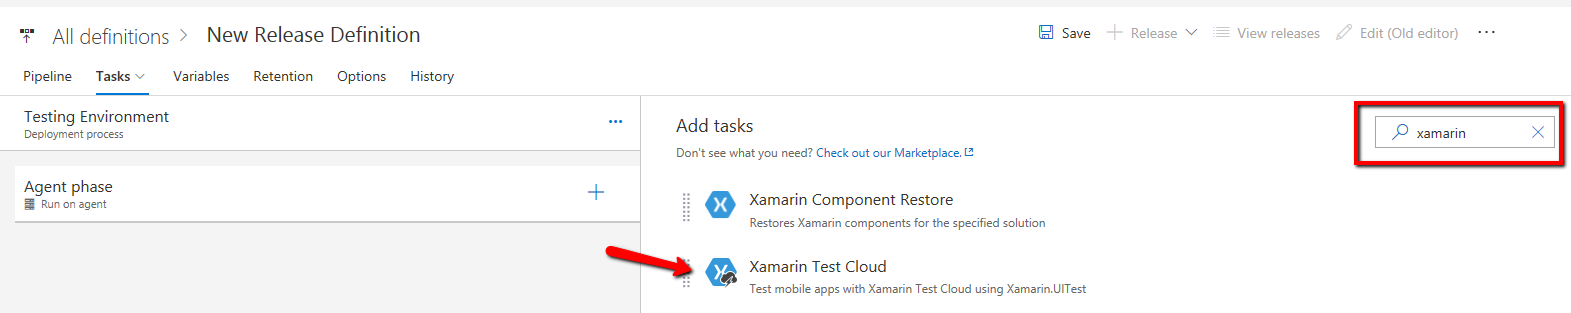 All definitions > New Release Definition
Save Release View releases Edit (Old editor) ...
Pipeline Tasks Variables Retention Options History
Testing Environment
Deployment process
...
Add tasks
xamarin
Don't see what you need? Check out our Marketplace.
Agent phase
Run on agent
Xamarin Component Restore
Restores Xamarin components for the specified solution
Xamarin Test Cloud
Test mobile apps with Xamarin Test Cloud using Xamarin.UITest